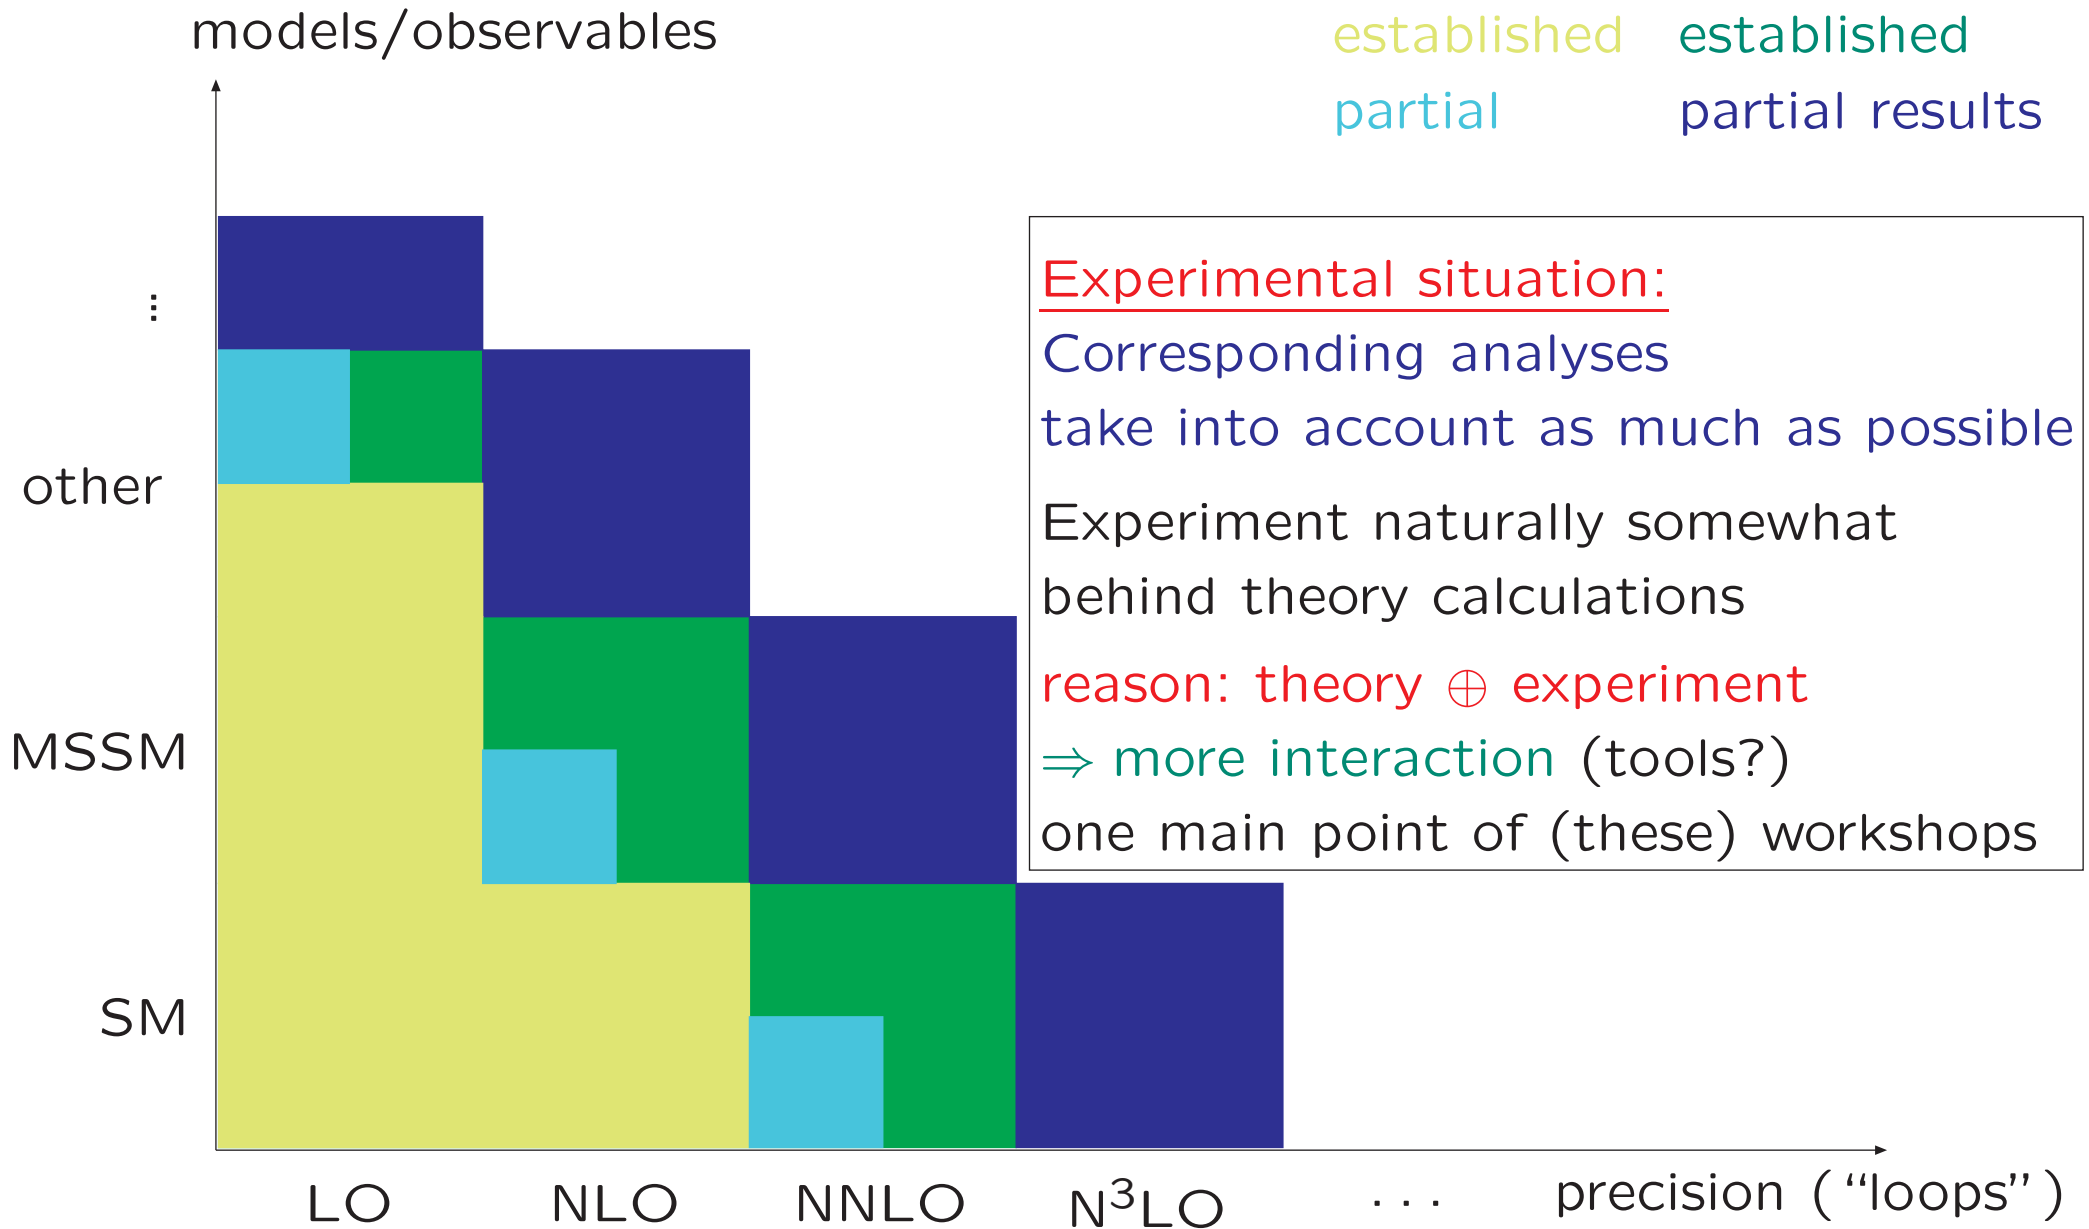 models/observables
established established
partial partial results
Experimental situation:
Corresponding analyses
take into account as much as possible
Experiment naturally somewhat
behind theory calculations
reason: theory ⊕ experiment
⇒ more interaction (tools?)
one main point of (these) workshops
⋮
other
MSSM
SM
LO NLO NNLO N³LO · · · precision (“loops”)